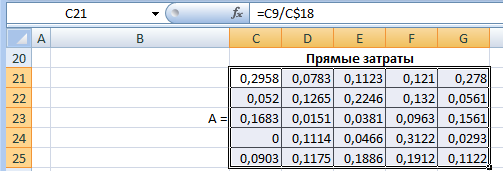 C21 =C9/C$18
A B C D E F G
20 Прямые затраты
21 0,2958 0,0783 0,1123 0,121 0,278
22 0,052 0,1265 0,2246 0,132 0,0561
23 A = 0,1683 0,0151 0,0381 0,0963 0,1561
24 0 0,1114 0,0466 0,3122 0,0293
25 0,0903 0,1175 0,1886 0,1912 0,1122